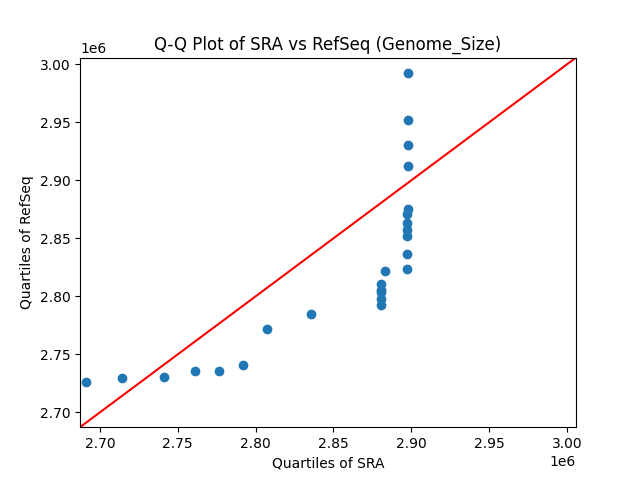 Q-Q Plot of SRA vs RefSeq (Genome_Size)
1e6
3.00
2.95
2.90
2.85
2.80
2.75
2.70
Quartiles of RefSeq
2.70 2.75 2.80 2.85 2.90 2.95 3.00
Quartiles of SRA
1e6